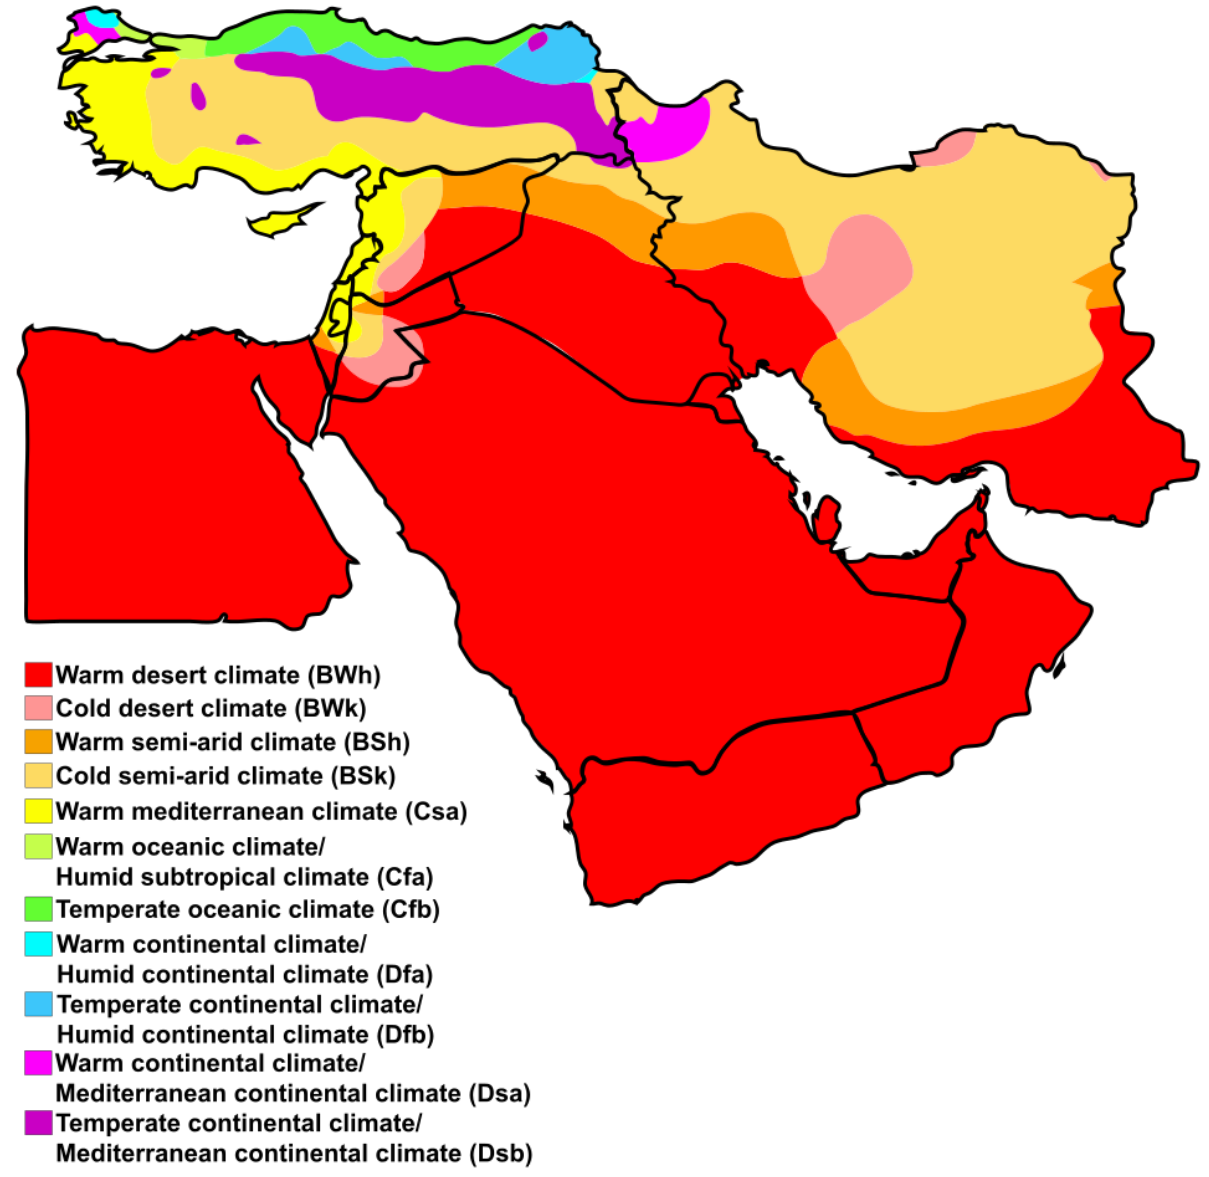 Warm desert climate (BWh)
Cold desert climate (BWk)
Warm semi-arid climate (BSh)
Cold semi-arid climate (BSk)
Warm mediterranean climate (Csa)
Warm oceanic climate/
Humid subtropical climate (Cfa)
Temperate oceanic climate (Cfb)
Warm continental climate/
Humid continental climate (Dfa)
Temperate continental climate/
Humid continental climate (Dfb)
Warm continental climate/
Mediterranean continental climate (Dsa)
Temperate continental climate/
Mediterranean continental climate (Dsb)